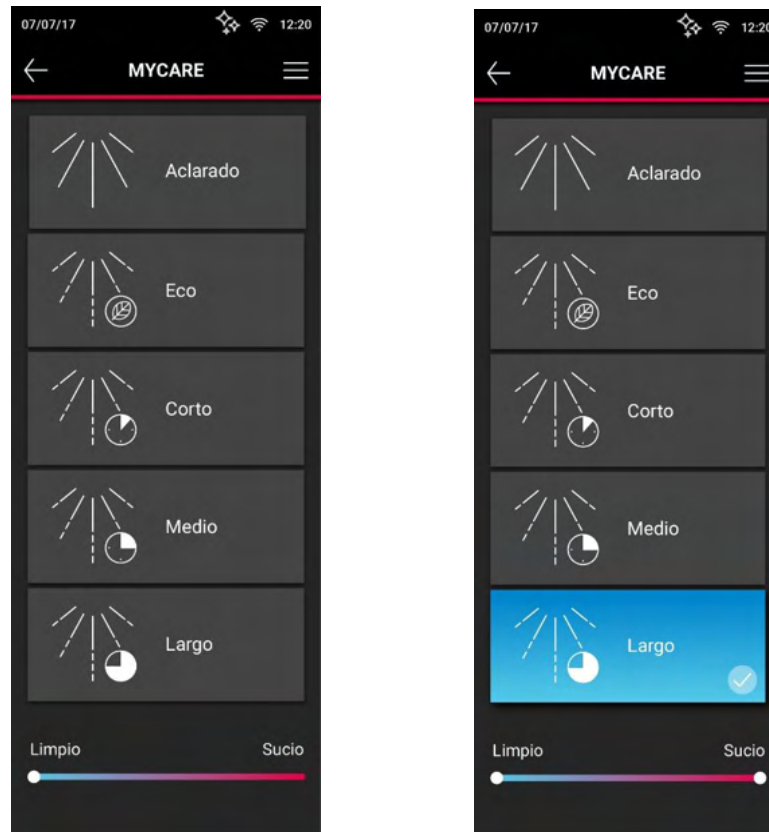 07/07/17 12:20
MYCARE
Aclarado
Eco
Corto
Medio
Largo
Limpio Sucio
07/07/17 12:20
MYCARE
Aclarado
Eco
Corto
Medio
Largo
Limpio Sucio